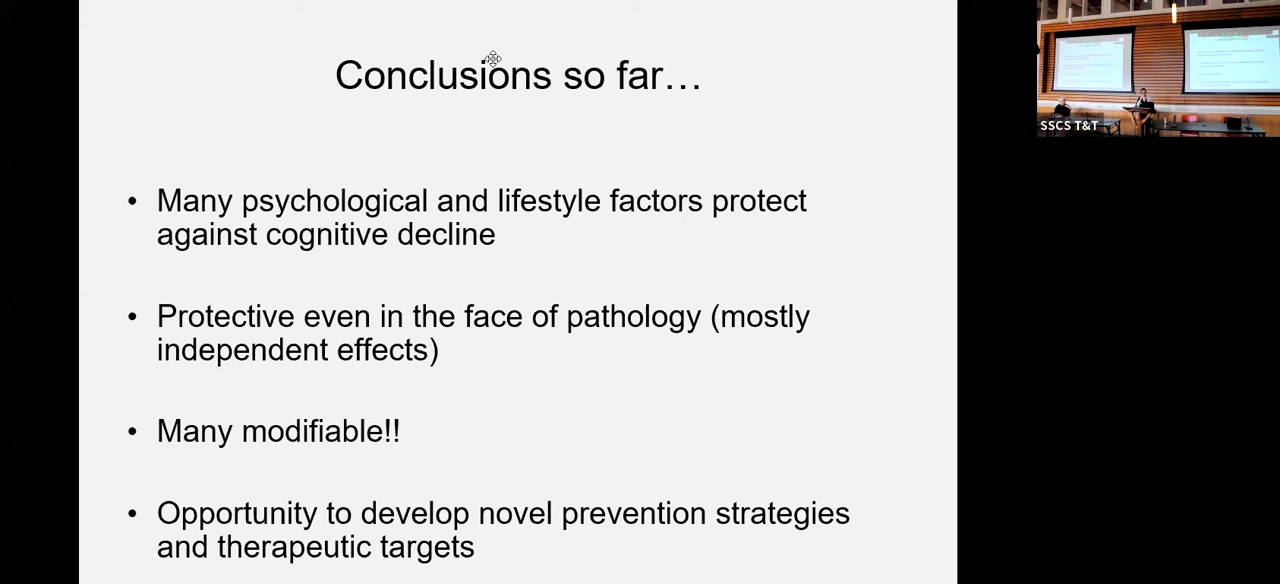 Conclusions so far…
• Many psychological and lifestyle factors protect
against cognitive decline
• Protective even in the face of pathology (mostly
independent effects)
• Many modifiable!!
• Opportunity to develop novel prevention strategies
and therapeutic targets
SSCS T&T